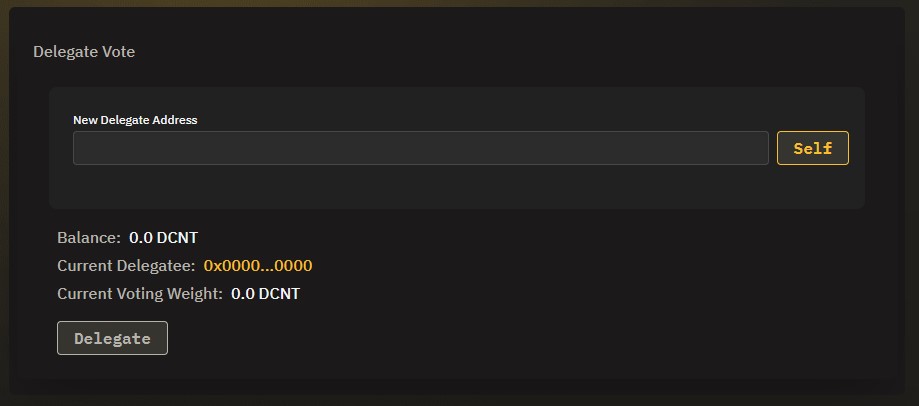 Delegate Vote
New Delegate Address
Self
Balance: 0.0 DCNT
Current Delegatee: 0x0000...0000
Current Voting Weight: 0.0 DCNT
Delegate